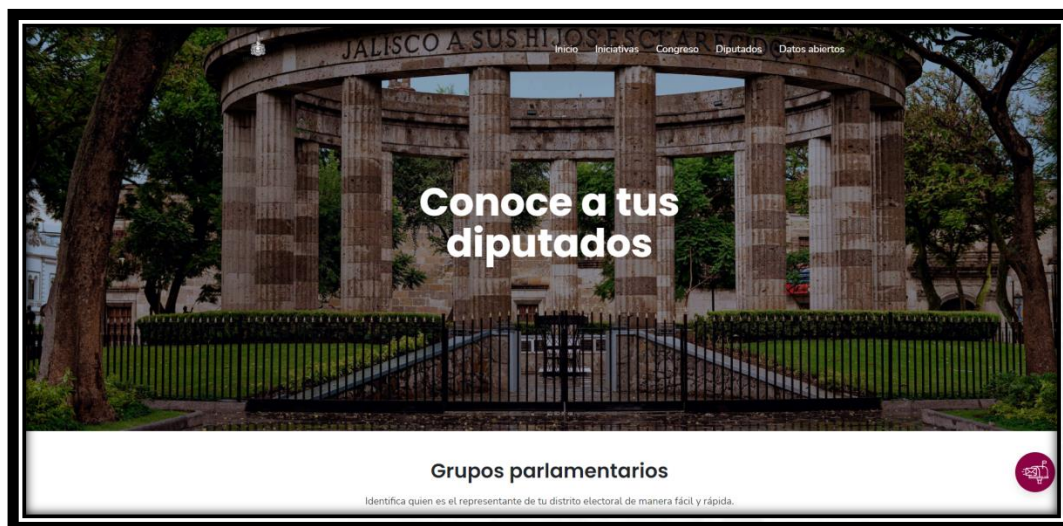 JALISCO A SUS HIJOS ESCLARECIDOS
Inicio Iniciativas Congreso Diputados Datos abiertos
Conoce a tus
diputados
Grupos parlamentarios
Identifica quien es el representante de tu distrito electoral de manera fácil y rápida.